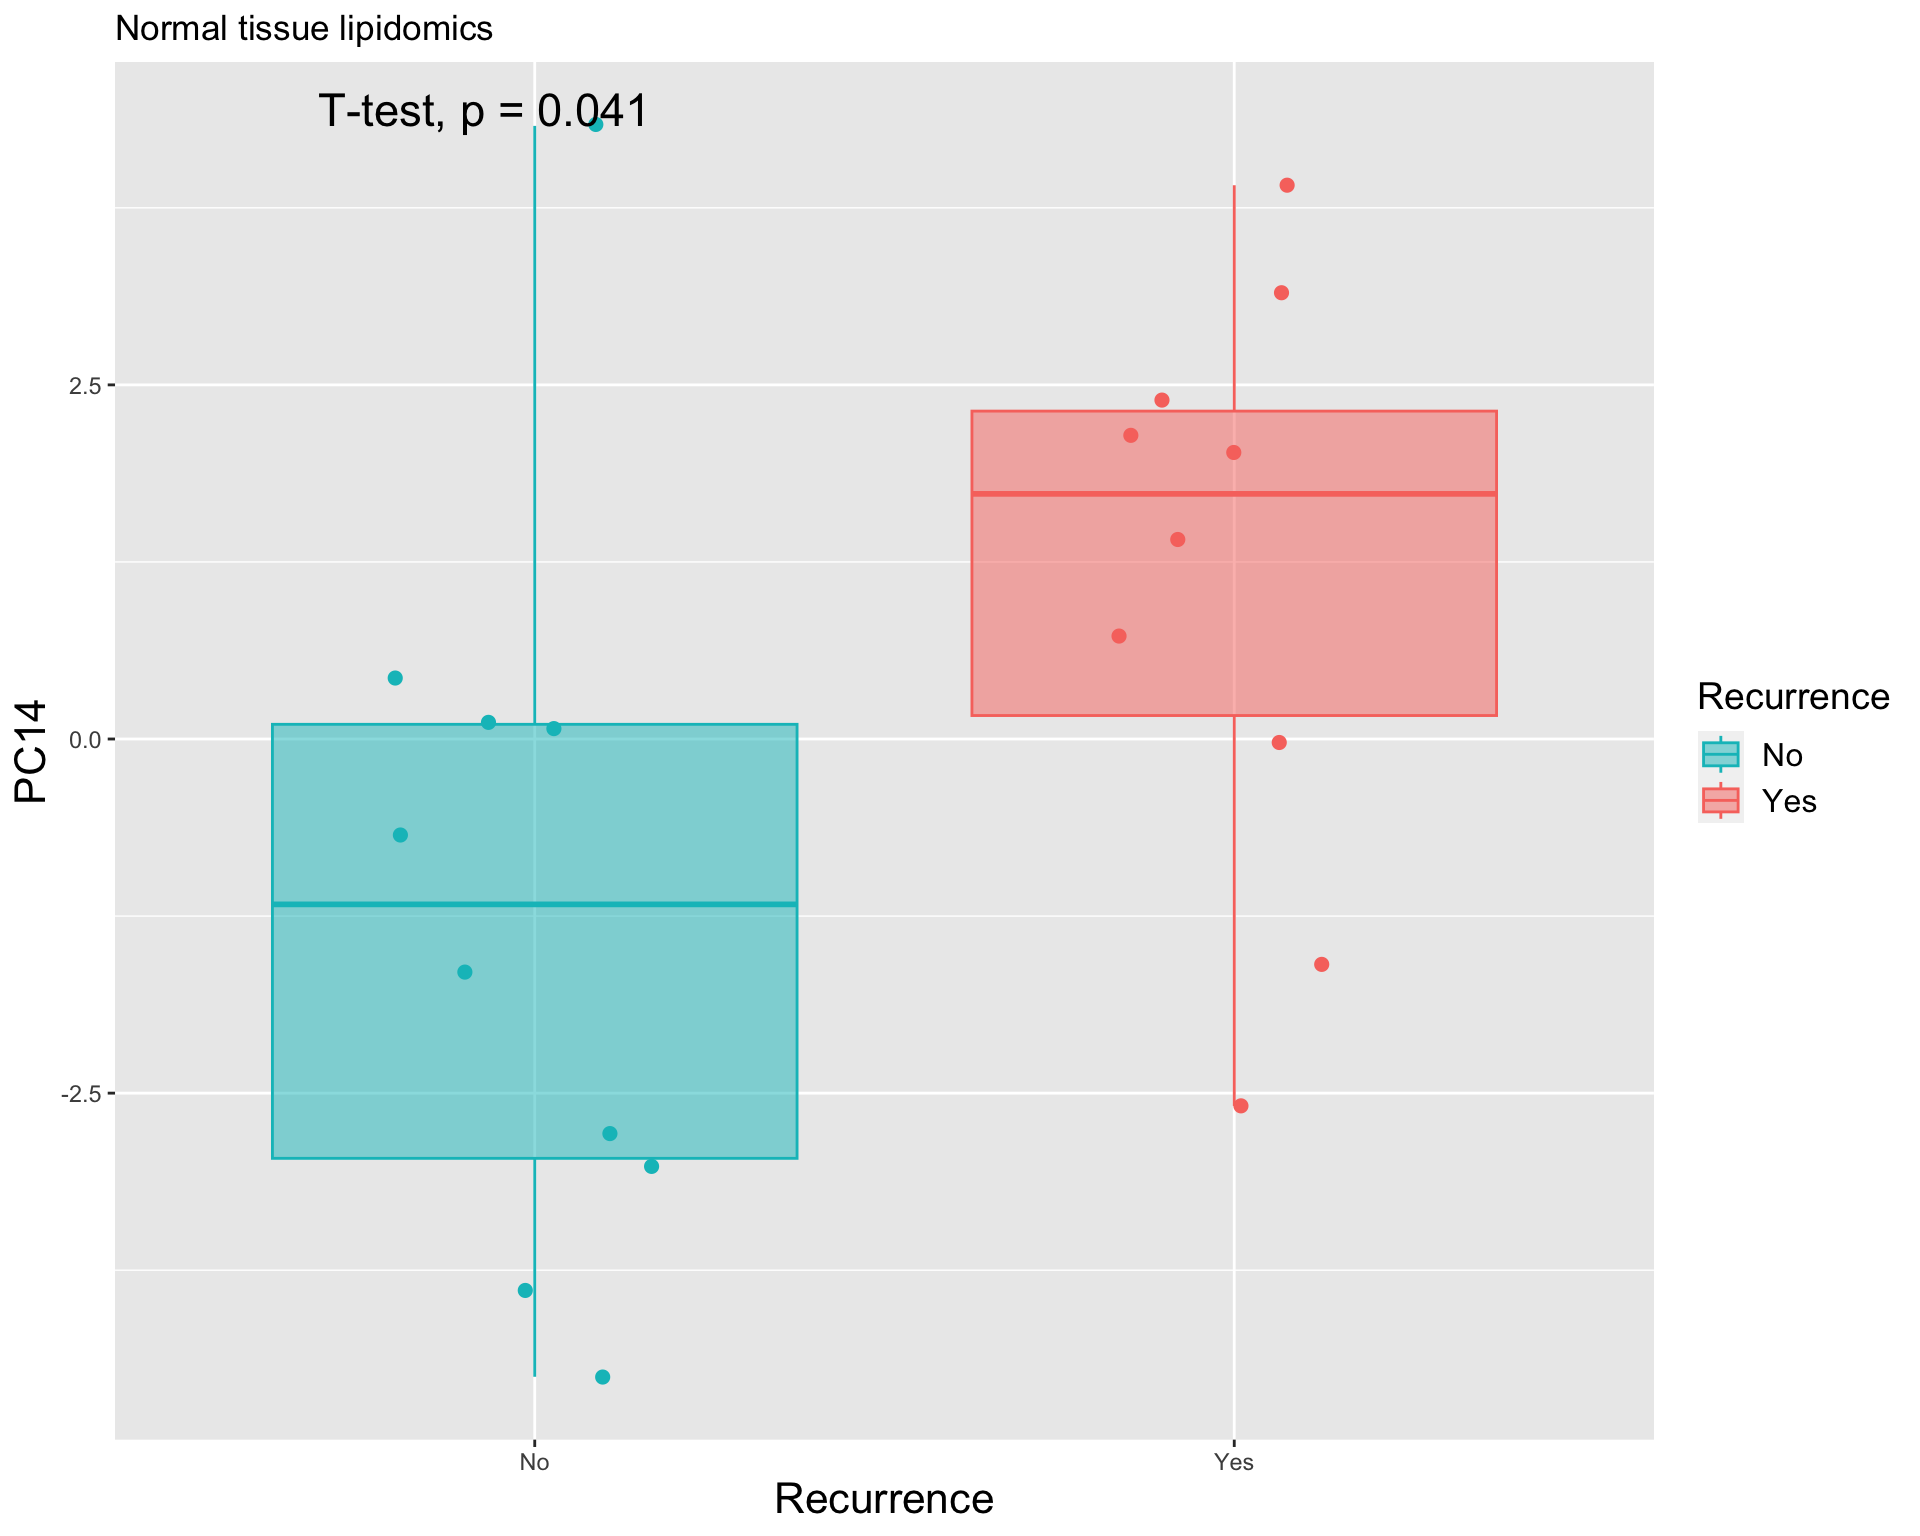 Normal tissue lipidomics
T-test, p = 0.041
2.5
0.0
-2.5
PC14
No
Yes
Recurrence
Recurrence
No
Yes